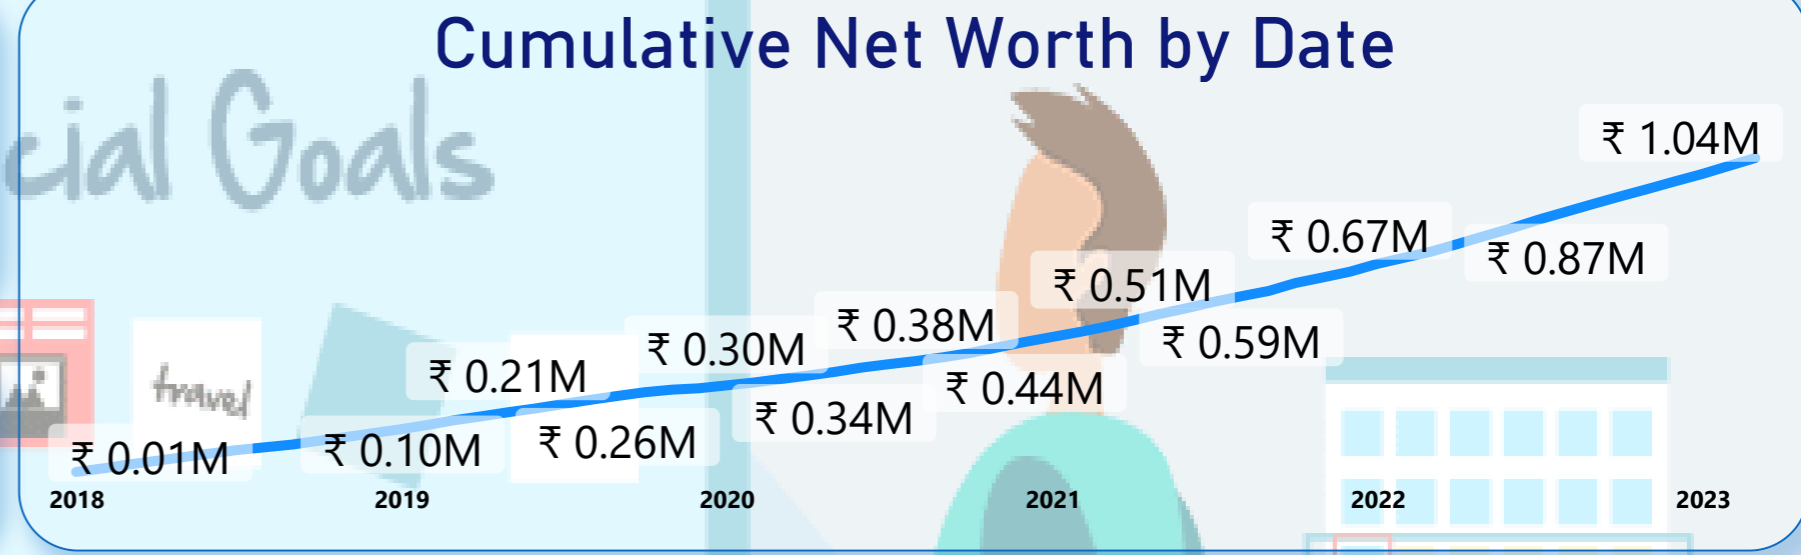 Cumulative Net Worth by Date
cial Goals
travel
₹ 0.01M
₹ 0.10M
₹ 0.21M
₹ 0.26M
₹ 0.30M
₹ 0.34M
₹ 0.38M
₹ 0.44M
₹ 0.51M
₹ 0.59M
₹ 0.67M
₹ 0.87M
₹ 1.04M
2018 2019 2020 2021 2022 2023